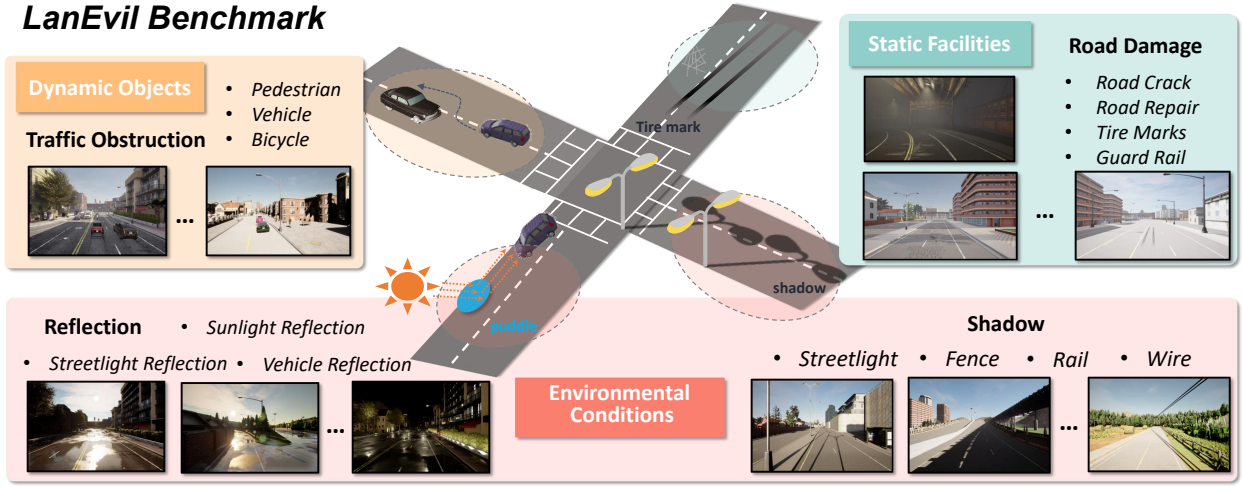 LanEvil Benchmark
Dynamic Objects
Traffic Obstruction
• Pedestrian
• Vehicle
• Bicycle
...
Tire mark
puddle
shadow
Static Facilities
Road Damage
• Road Crack
• Road Repair
• Tire Marks
• Guard Rail
...
Reflection
• Sunlight Reflection
• Streetlight Reflection
• Vehicle Reflection
...
Environmental
Conditions
Shadow
• Streetlight
• Fence
• Rail
• Wire
...